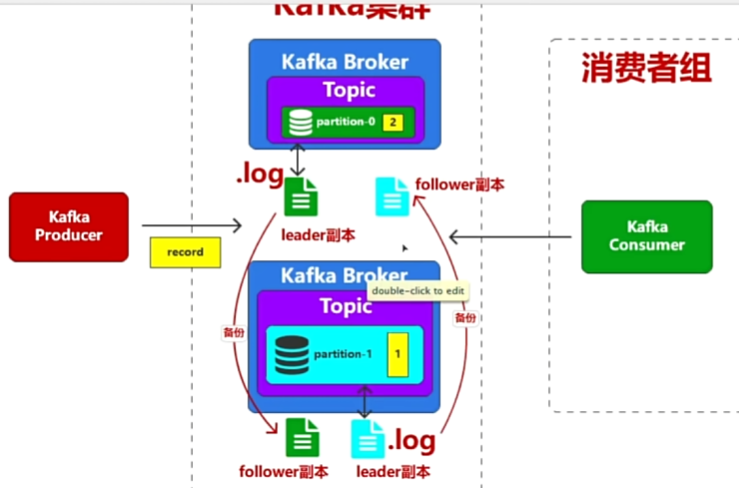 Kafka集群
Kafka Broker
Topic
partition-0
2
.log
follower副本
leader副本
消费者组
Kafka
Producer
record
Kafka
Consumer
Kafka Broker
double-click to edit
Topic
备份
备份
partition-1
1
.log
follower副本
leader副本